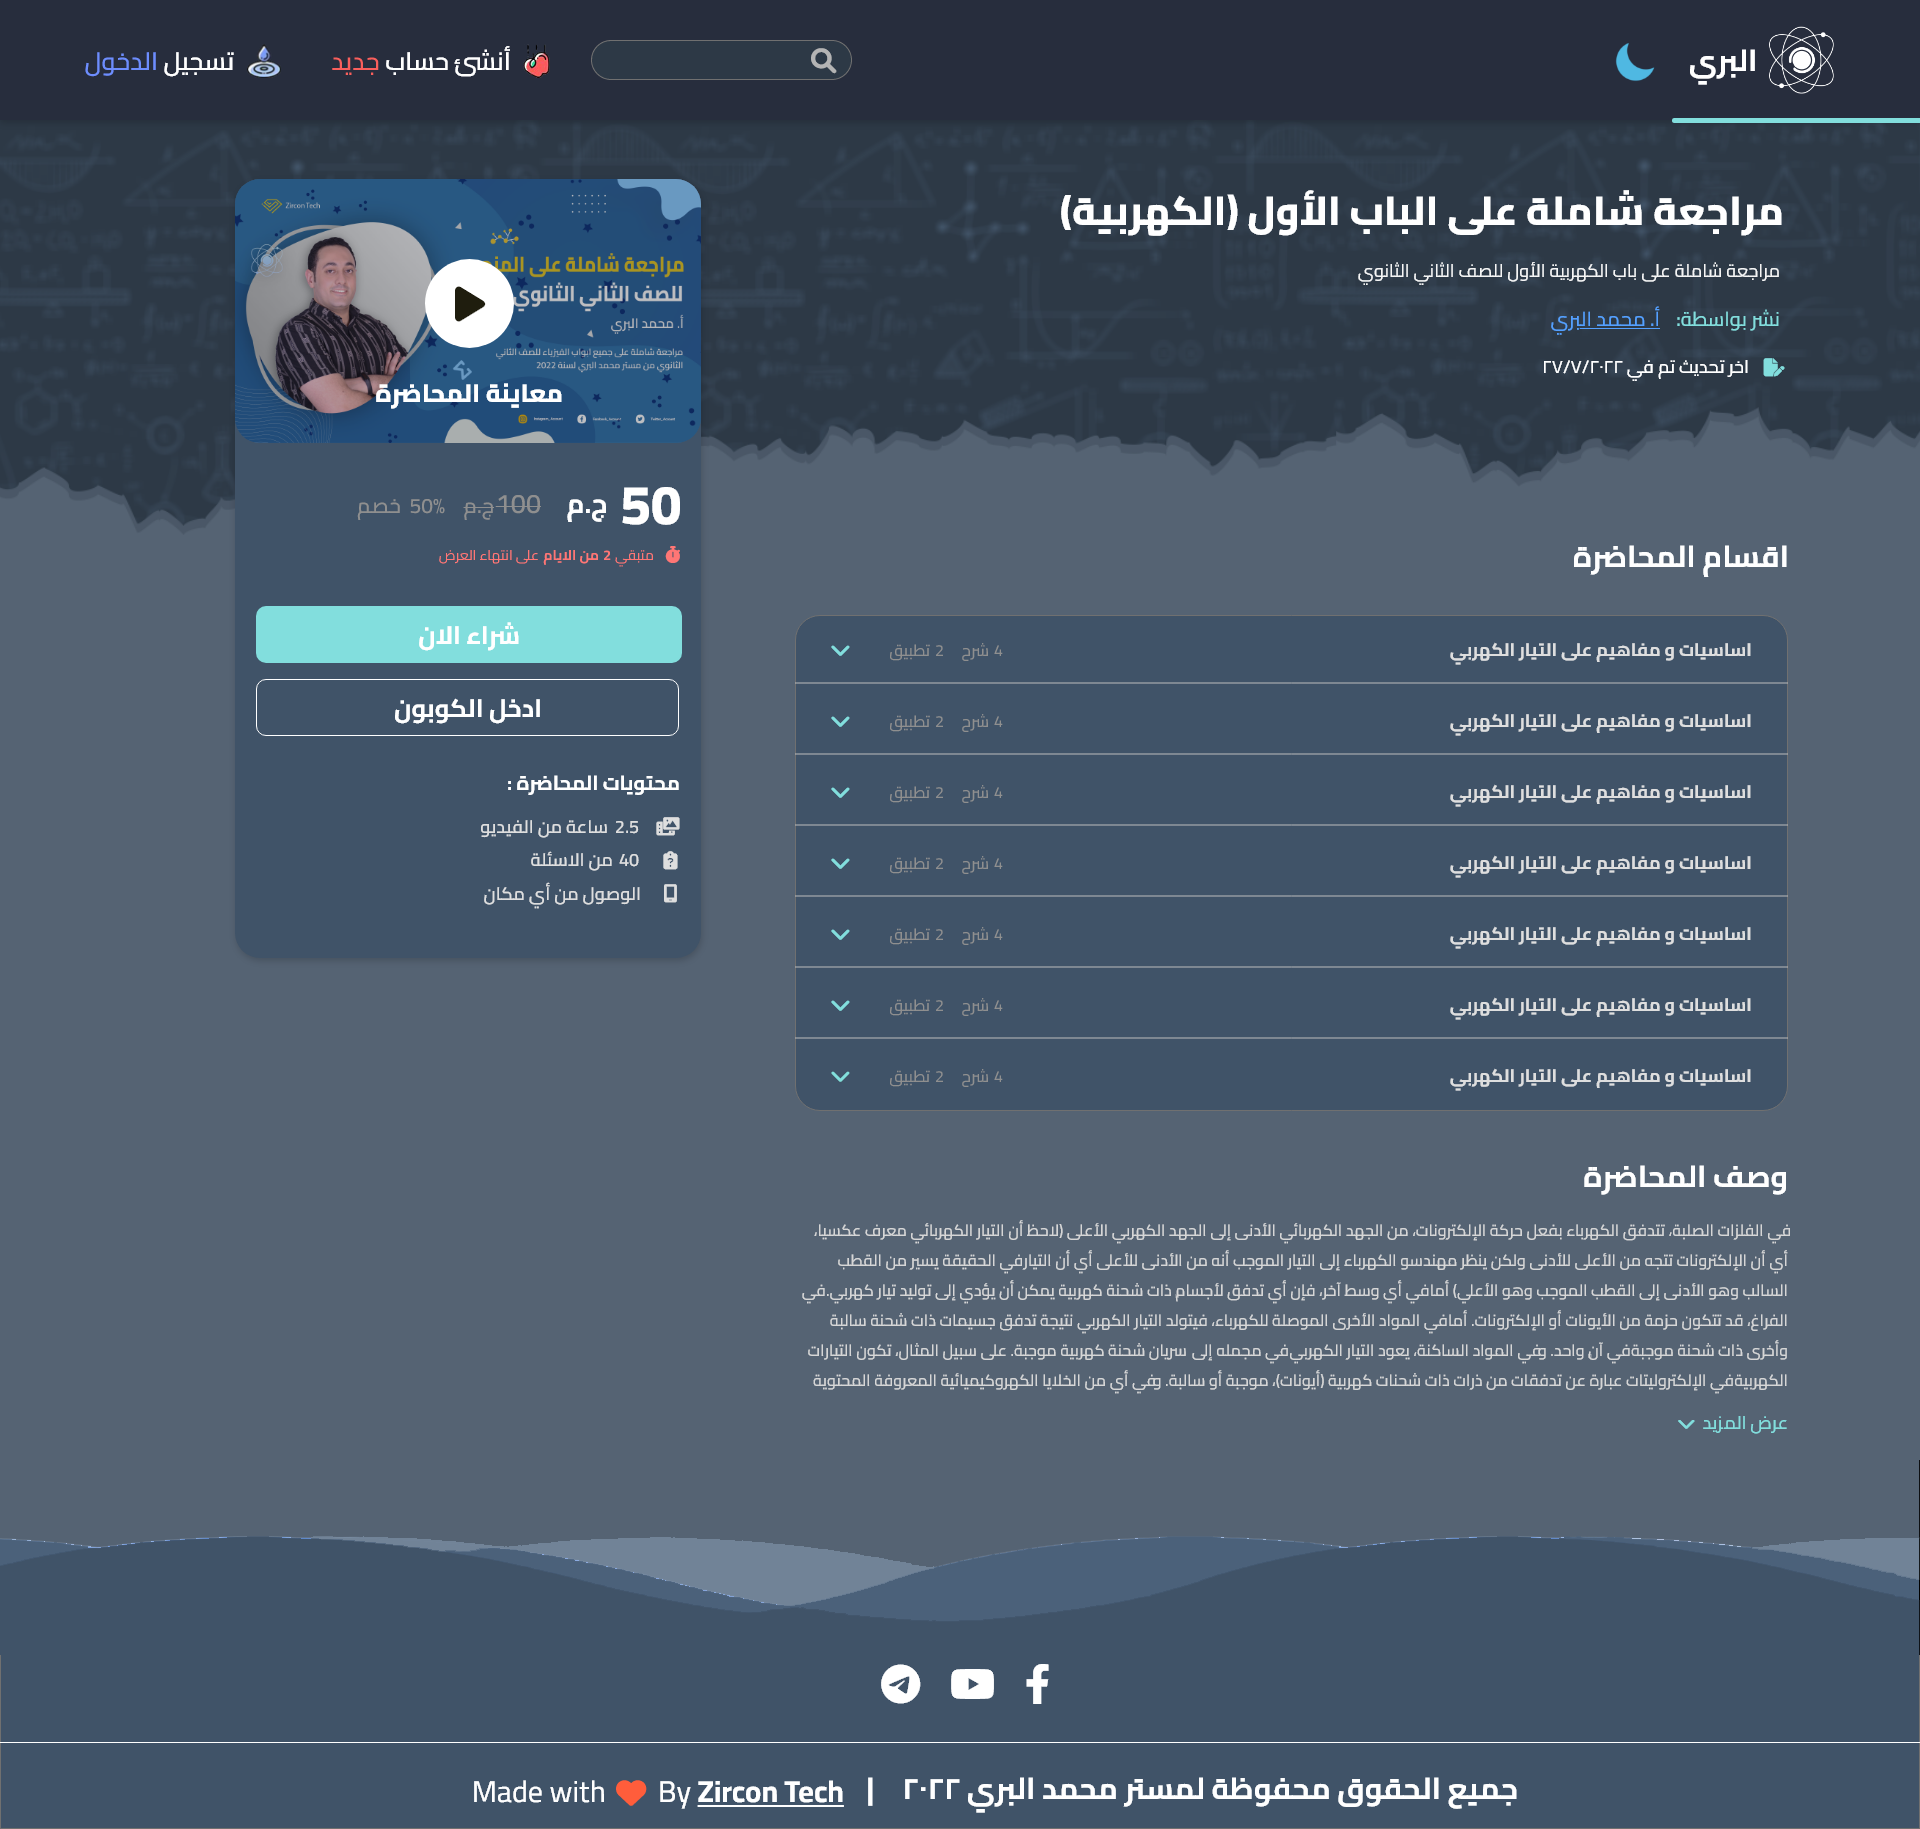 البري
أنشئ حساب جديد
تسجيل الدخول
مراجعة شاملة على الباب الأول (الكهربية)
مراجعة شاملة على باب الكهربية الأول للصف الثاني الثانوي
نشر بواسطة: أ. محمد البري
اخر تحديث تم في ٢٧/٧/٢٠٢٢
Zircon Tech
مراجعة شاملة على
للصف الثاني الثانوي
أ. محمد البري
مراجعة شاملة على جميع ابواب الفيزياء للصف الثاني
الثانوي من مستر محمد البري لسنة 2022
معاينة المحاضرة
50 ج.م 100 ج.م 50% خصم
متبقي 2 من الايام على انتهاء العرض
شراء الان
ادخل الكوبون
محتويات المحاضرة :
2.5 ساعة من الفيديو
40 من الاسئلة
الوصول من أي مكان
اقسام المحاضرة
اساسيات و مفاهيم على التيار الكهربي 4 شرح 2 تطبيق
اساسيات و مفاهيم على التيار الكهربي 4 شرح 2 تطبيق
اساسيات و مفاهيم على التيار الكهربي 4 شرح 2 تطبيق
اساسيات و مفاهيم على التيار الكهربي 4 شرح 2 تطبيق
اساسيات و مفاهيم على التيار الكهربي 4 شرح 2 تطبيق
اساسيات و مفاهيم على التيار الكهربي 4 شرح 2 تطبيق
اساسيات و مفاهيم على التيار الكهربي 4 شرح 2 تطبيق
وصف المحاضرة
في الفلزات الصلبة، تتدفق الكهرباء بفعل حركة الإلكترونات، من الجهد الكهربائي الأدنى إلى الجهد الكهربي الأعلى (لاحظ أن التيار الكهربائي معرف عكسيا،
أي أن الإلكترونات تتجه من الأعلى للأدنى ولكن ينظر مهندسو الكهرباء إلى التيار الموجب أنه من الأدنى للأعلى أي أن التيارفي الحقيقة يسير من القطب
السالب وهو الأدنى إلى القطب الموجب وهو الأعلي) أمافي أي وسط آخر، فإن أي تدفق لأجسام ذات شحنة كهربية يمكن أن يؤدي إلى توليد تيار كهربي.في
الفراغ، قد تتكون حزمة من الأيونات أو الإلكترونات. أمافي المواد الأخرى الموصلة للكهرباء، فيتولد التيار الكهربي نتيجة تدفق جسيمات ذات شحنة سالبة
وأخرى ذات شحنة موجبةفي آن واحد. وفي المواد الساكنة، يعود التيار الكهربيفي مجمله إلى سريان شحنة كهربية موجبة. على سبيل المثال، تكون التيارات
الكهربيةفي الإلكتروليتات عبارة عن تدفقات من ذرات ذات شحنات كهربية (أيونات)، موجبة أو سالبة. وفي أي من الخلايا الكهروكيميائية المعروفة المحتوية
عرض المزيد
جميع الحقوق محفوظة لمستر محمد البري ٢٠٢٢ | Made with By Zircon Tech